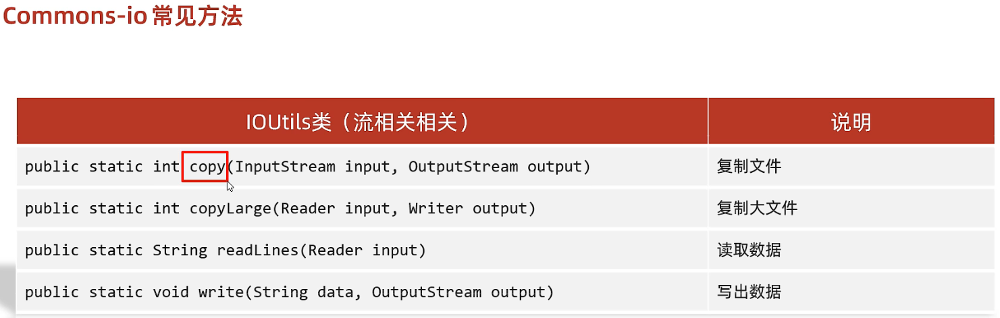 Commons-io 常见方法
IOUtils类（流相关相关） 说明
public static int copy(InputStream input, OutputStream output) 复制文件
public static int copyLarge(Reader input, Writer output) 复制大文件
public static String readLines(Reader input) 读取数据
public static void write(String data, OutputStream output) 写出数据